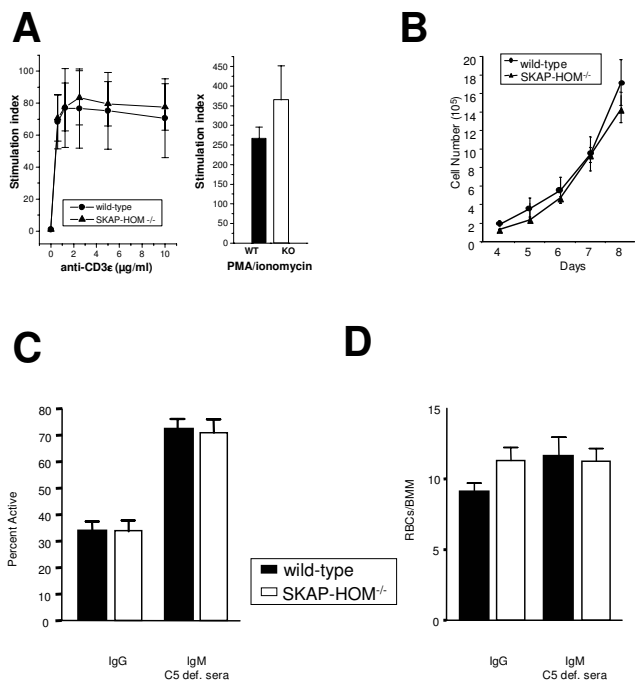 A
Stimulation index
100
80
60
40
20
0
wild-type
SKAP-HOM -/-
0 2 4 6 8 10
anti-CD3ε (µg/ml)
Stimulation index
500
450
400
350
300
250
200
150
100
50
0
WT KO
PMA/ionomycin
B
Cell Number (10⁵)
20
18
16
14
12
10
8
6
4
2
0
wild-type
SKAP-HOM-/-
4 5 6 7 8
Days
C
Percent Active
80
70
60
50
40
30
20
10
0
IgG IgM
C5 def. sera
wild-type
SKAP-HOM-/-
D
RBCs/BMM
15
10
5
0
IgG IgM
C5 def. sera